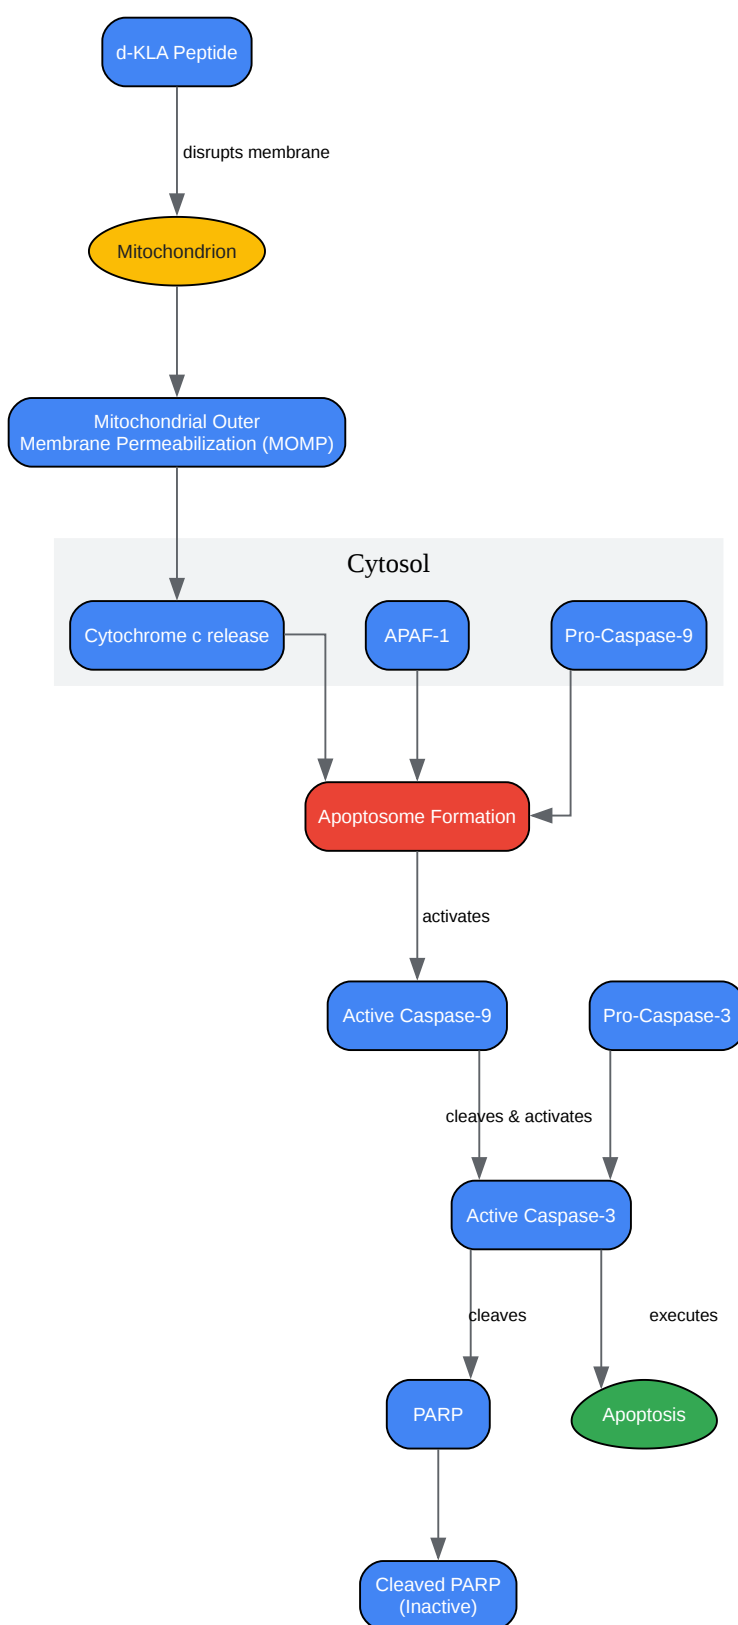 d-KLA Peptide
disrupts membrane
Mitochondrion
Mitochondrial Outer
Membrane Permeabilization (MOMP)
Cytosol
Cytochrome c release
APAF-1
Pro-Caspase-9
Apoptosome Formation
activates
Active Caspase-9
Pro-Caspase-3
cleaves & activates
Active Caspase-3
cleaves
executes
PARP
Apoptosis
Cleaved PARP
(Inactive)